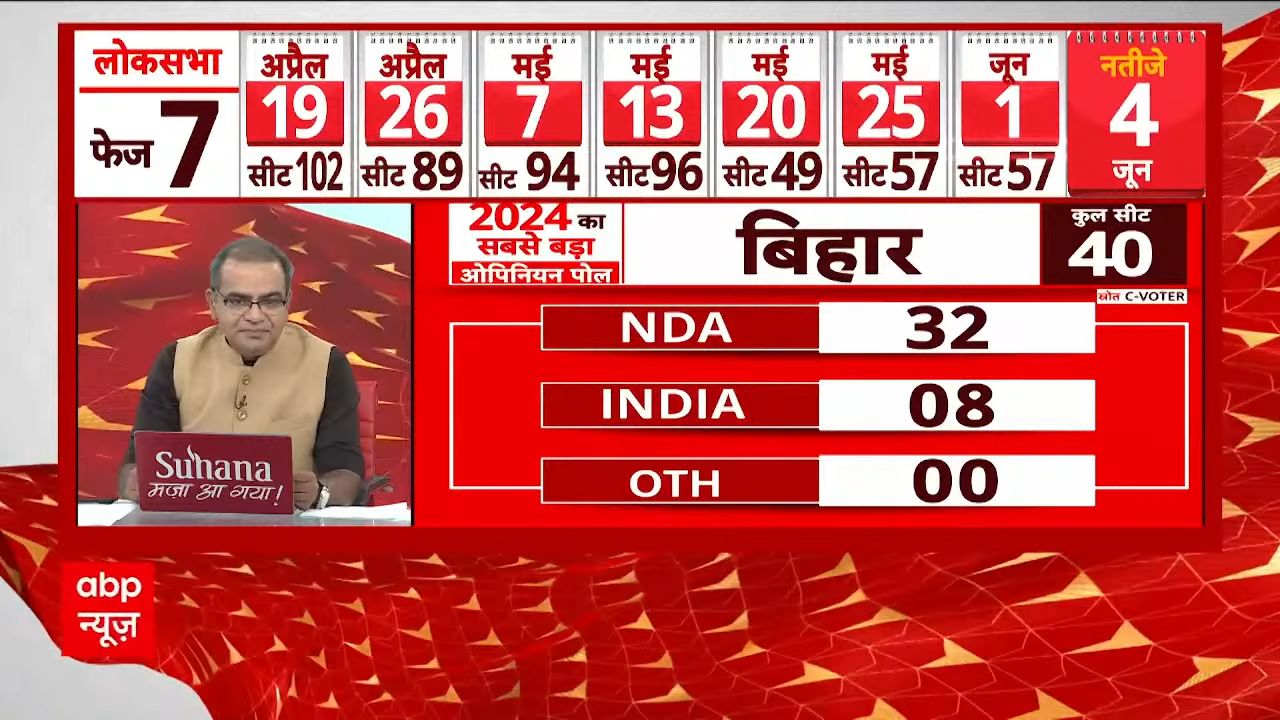 लोकसभा
फेज 7
अप्रैल 19 सीट 102
अप्रैल 26 सीट 89
मई 7 सीट 94
मई 13 सीट 96
मई 20 सीट 49
मई 25 सीट 57
जून 1 सीट 57
नतीजे 4 जून
2024 का
सबसे बड़ा
ओपिनियन पोल
बिहार
कुल सीट
40
स्रोत C-VOTER
NDA 32
INDIA 08
OTH 00
Suhana
मज़ा आ गया!
abp
न्यूज़